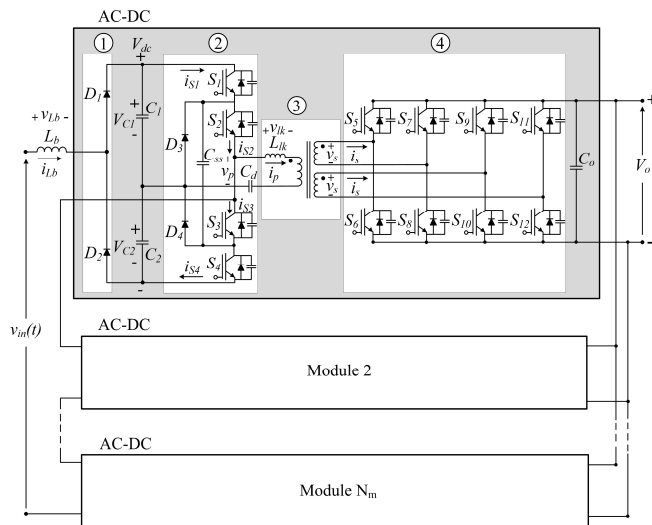 AC-DC
1
2
3
4
V_dc
i_S1
S_1
D_1
+
V_C1
-
C_1
+ v_Lb -
L_b
i_Lb
D_3
S_2
i_S2
C_ss
v_p
+ v_lk -
L_lk
i_p
C_d
+
v_s
-
i_s
+
v_s
-
i_s
S_5
S_7
S_9
S_11
C_o
+
V_o
-
i_S3
S_3
D_4
D_2
+
V_C2
-
C_2
i_S4
S_4
S_6
S_8
S_10
S_12
-
v_in(t)
AC-DC
Module 2
AC-DC
Module N_m